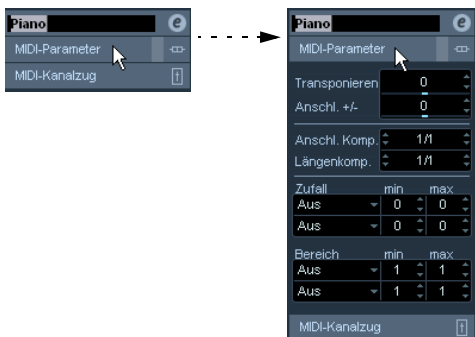 Piano e
MIDI-Parameter
MIDI-Kanalzug
Piano e
MIDI-Parameter
Transponieren 0
Anschl. +/- 0
Anschl. Komp. 1/1
Längenkomp. 1/1
Zufall min max
Aus 0 0
Aus 0 0
Bereich min max
Aus 1 1
Aus 1 1
MIDI-Kanalzug